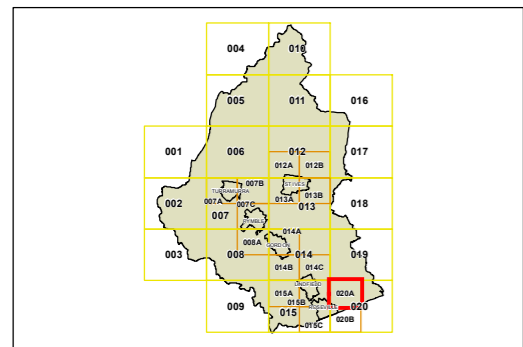 004 010
005 011 016
001 006 012 017
012A 012B
007B ST IVES
TURRAMURRA
002 007A 007C 013A 013B 018
007 PYMBLE 013
014A
008A GORDON
003 008 014 019
014B 014C
LINDFIELD
015A 020A
009 015B ROSEVILLE 020
015 020B
015C